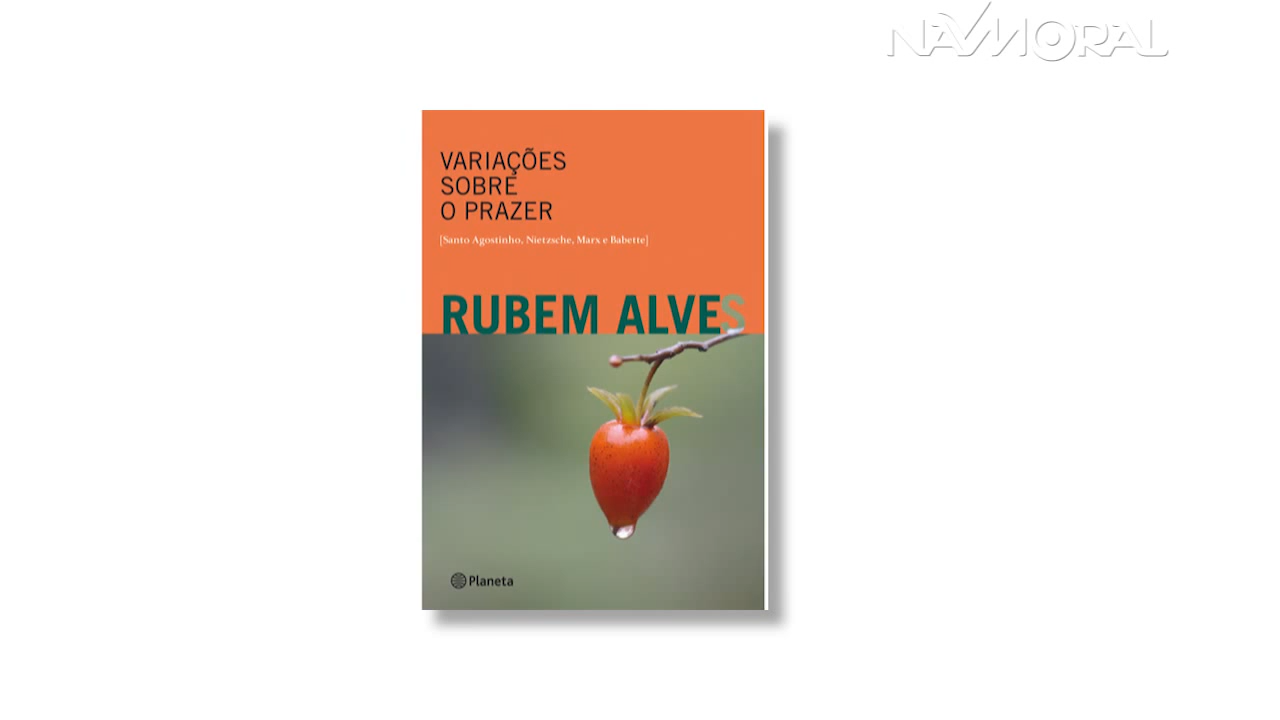 NAMORAL
VARIAÇÕES
SOBRE
O PRAZER
[Santo Agostinho, Nietzsche, Marx e Babette]
RUBEM ALVES
Planeta